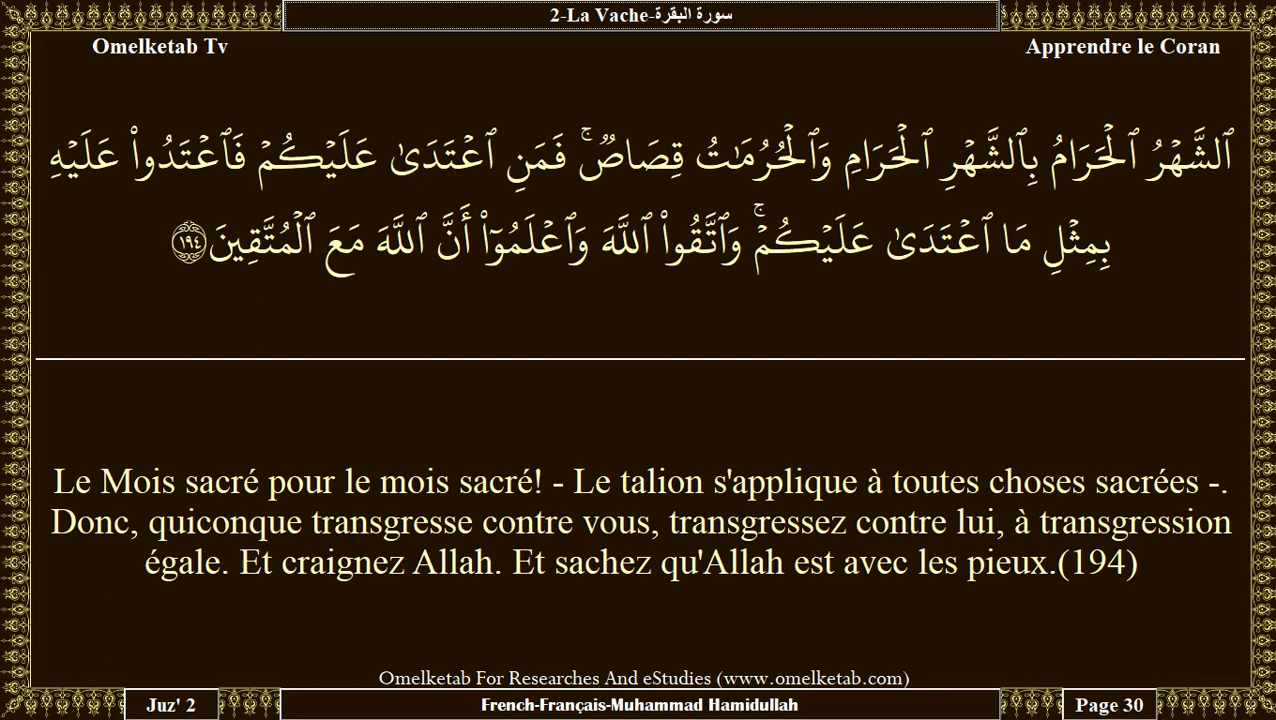 2-La Vache-سورة البقرة
Omelketab Tv
Apprendre le Coran
ٱلشَّهۡرُ ٱلۡحَرَامُ بِٱلشَّهۡرِ ٱلۡحَرَامِ وَٱلۡحُرُمَٰتُ قِصَاصٞۚ فَمَنِ ٱعۡتَدَىٰ عَلَيۡكُمۡ فَٱعۡتَدُواْ عَلَيۡهِ
بِمِثۡلِ مَا ٱعۡتَدَىٰ عَلَيۡكُمۡۚ وَٱتَّقُواْ ٱللَّهَ وَٱعۡلَمُوٓاْ أَنَّ ٱللَّهَ مَعَ ٱلۡمُتَّقِينَ ١٩٤
Le Mois sacré pour le mois sacré! - Le talion s'applique à toutes choses sacrées -.
Donc, quiconque transgresse contre vous, transgressez contre lui, à transgression
égale. Et craignez Allah. Et sachez qu'Allah est avec les pieux.(194)
Omelketab For Researches And eStudies (www.omelketab.com)
Juz' 2
French-Français-Muhammad Hamidullah
Page 30